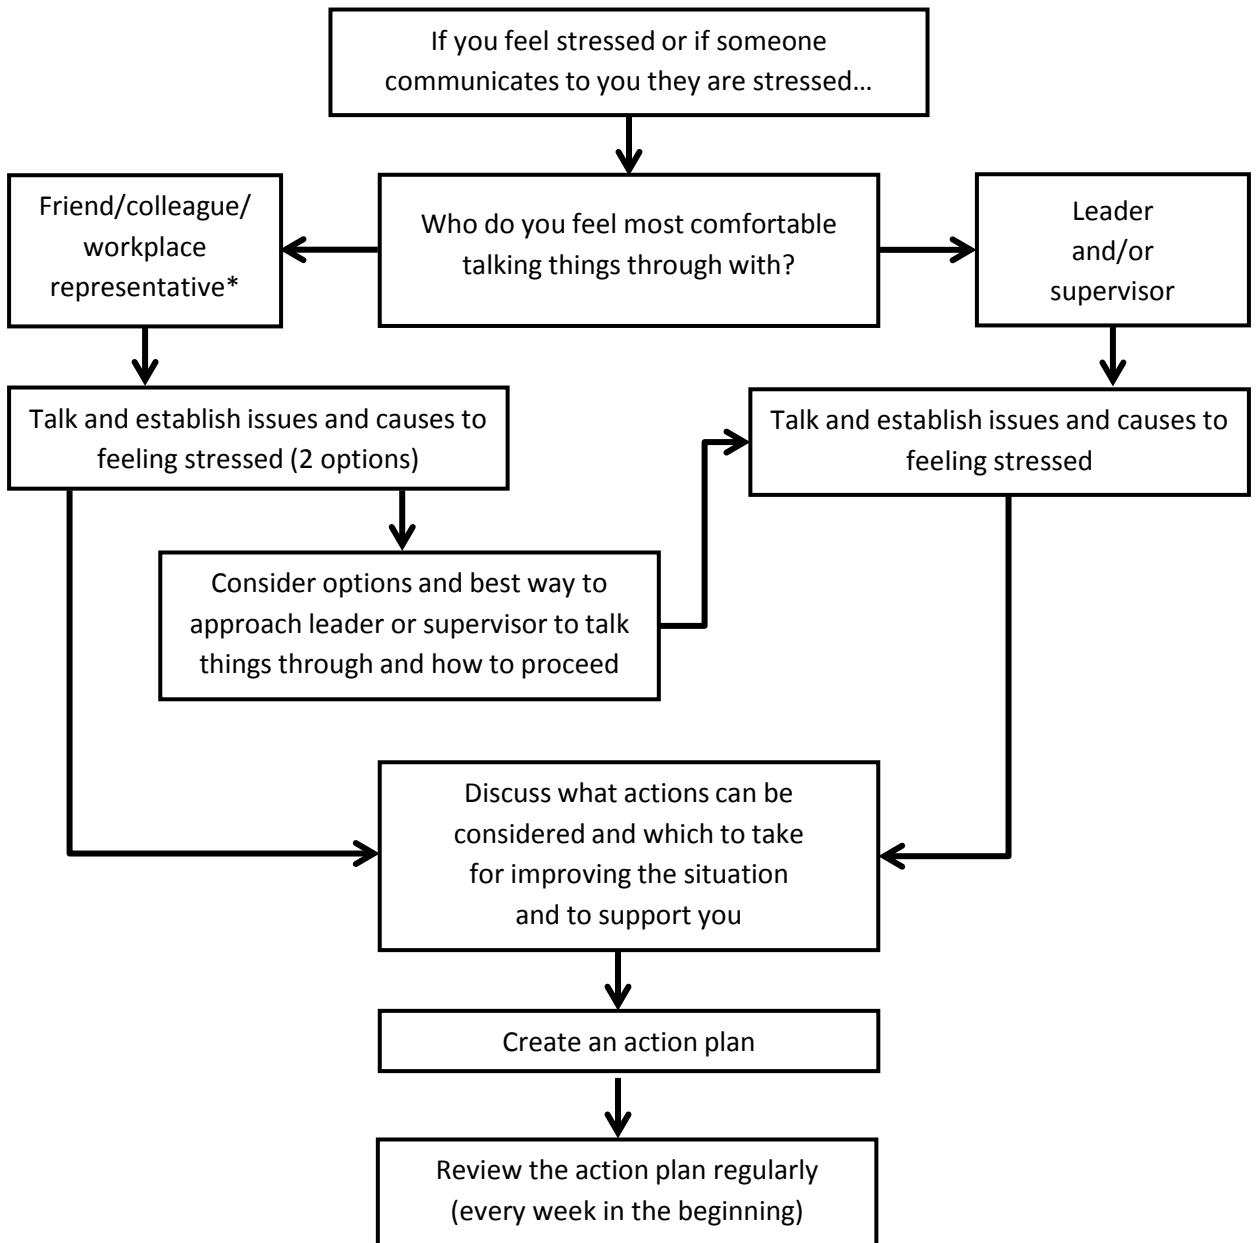 If you feel stressed or if someone
communicates to you they are stressed…
Friend/colleague/
workplace
representative*
Who do you feel most comfortable
talking things through with?
Leader
and/or
supervisor
Talk and establish issues and causes to
feeling stressed (2 options)
Talk and establish issues and causes to
feeling stressed
Consider options and best way to
approach leader or supervisor to talk
things through and how to proceed
Discuss what actions can be
considered and which to take
for improving the situation
and to support you
Create an action plan
Review the action plan regularly
(every week in the beginning)